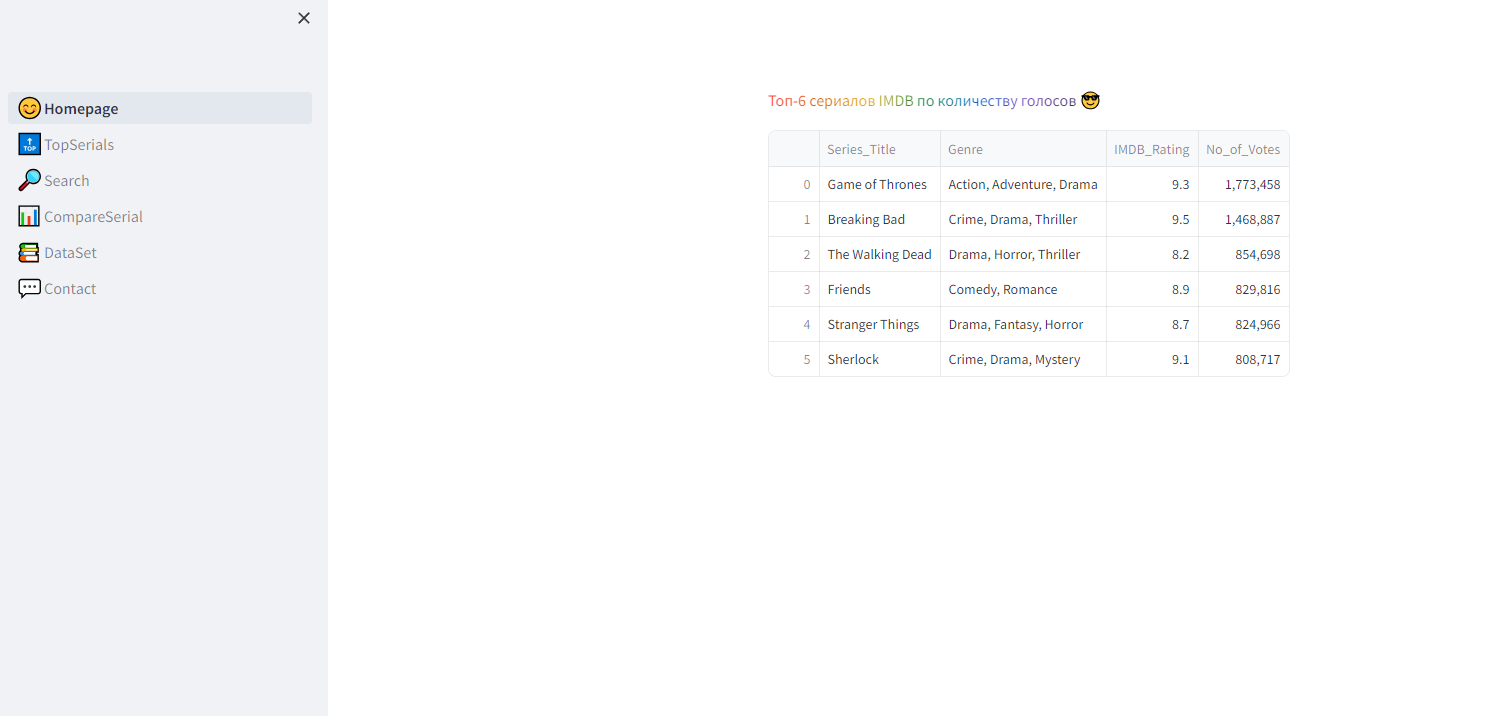 Homepage
TopSerials
Search
CompareSerial
DataSet
Contact
Топ-6 сериалов IMDB по количеству голосов
Series_Title Genre IMDB_Rating No_of_Votes
0 Game of Thrones Action, Adventure, Drama 9.3 1,773,458
1 Breaking Bad Crime, Drama, Thriller 9.5 1,468,887
2 The Walking Dead Drama, Horror, Thriller 8.2 854,698
3 Friends Comedy, Romance 8.9 829,816
4 Stranger Things Drama, Fantasy, Horror 8.7 824,966
5 Sherlock Crime, Drama, Mystery 9.1 808,717